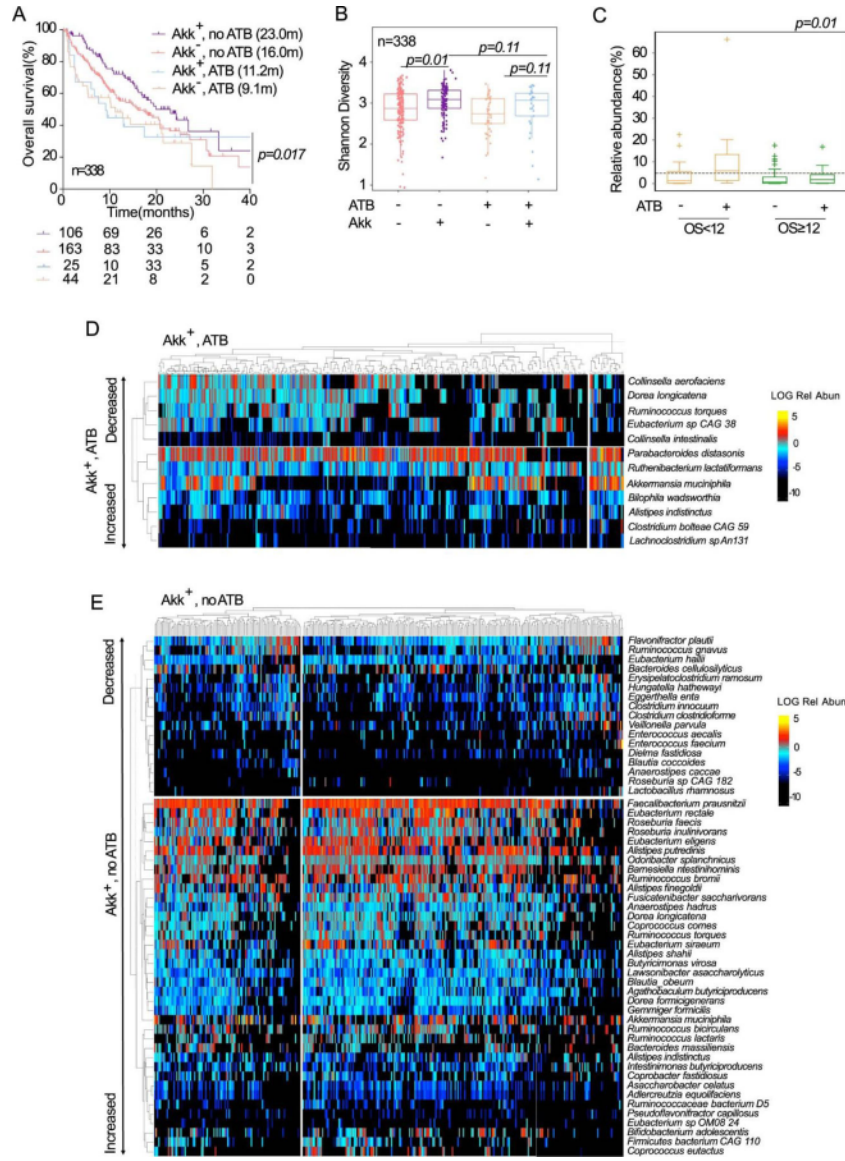 A
Akk+, no ATB (23.0m)
Akk-, no ATB (16.0m)
Akk+, ATB (11.2m)
Akk-, ATB (9.1m)
Overall survival(%)
100
80
60
40
20
0
n=338
p=0.017
0 10 20 30 40
Time(months)
106 69 26 6 2
163 83 33 10 3
25 10 33 5 2
44 21 8 2 0
B
n=338
p=0.01
p=0.11
p=0.11
Shannon Diversity
4
3
2
1
ATB - - + +
Akk - + - +
C
p=0.01
Relative abundance(%)
60
50
40
30
20
10
0
ATB - + - +
OS<12 OS≥12
D
Akk+, ATB
Akk+, ATB
Decreased
Increased
Collinsella aerofaciens
Dorea longicatena
Ruminococcus torques
Eubacterium sp CAG 38
Collinsella intestinalis
Parabacteroides distasonis
Ruthenibacterium lactatiformans
Akkermansia muciniphila
Bilophila wadsworthia
Alistipes indistinctus
Clostridium bolteae CAG 59
Lachnoclostridium sp An131
LOG Rel Abun
5
0
-5
-10
E
Akk+, no ATB
Akk+, no ATB
Decreased
Increased
Flavonifractor plautii
Ruminococcus gnavus
Eubacterium hallii
Bacteroides cellulosilyticus
Erysipelatoclostridium ramosum
Hungatella hathewayi
Eggerthella enta
Clostridium innocuum
Clostridium clostridioforme
Veillonella parvula
Enterococcus aecalis
Enterococcus faecium
Dielma fastidiosa
Blautia coccoides
Anaerostipes caccae
Roseburia sp CAG 182
Lactobacillus rhamnosus
Faecalibacterium prausnitzii
Eubacterium rectale
Roseburia faecis
Roseburia inulinivorans
Eubacterium eligens
Alistipes putredinis
Odoribacter splanchnicus
Barnesiella ntestinihominis
Ruminococcus bromii
Alistipes finegoldii
Fusicatenibacter saccharivorans
Anaerostipes hadrus
Dorea longicatena
Coprococcus comes
Ruminococcus torques
Eubacterium siraeum
Alistipes shahii
Butyricimonas virosa
Lawsonibacter asaccharolyticus
Blautia_obeum
Agathobaculum butyriciproducens
Dorea formicigenerans
Gemmiger formicilis
Akkermansia muciniphila
Ruminococcus bicirculans
Ruminococcus lactaris
Bacteroides massiliensis
Alistipes indistinctus
Intestinimonas butyriciproducens
Coprobacter fastidiosus
Asaccharobacter celatus
Adlercreutzia equolifaciens
Ruminococcaceae bacterium D5
Pseudoflavonifractor capillosus
Eubacterium sp OM08 24
Bifidobacterium adolescentis
Firmicutes bacterium CAG 110
Coprococcus eutactus
LOG Rel Abun
5
0
-5
-10